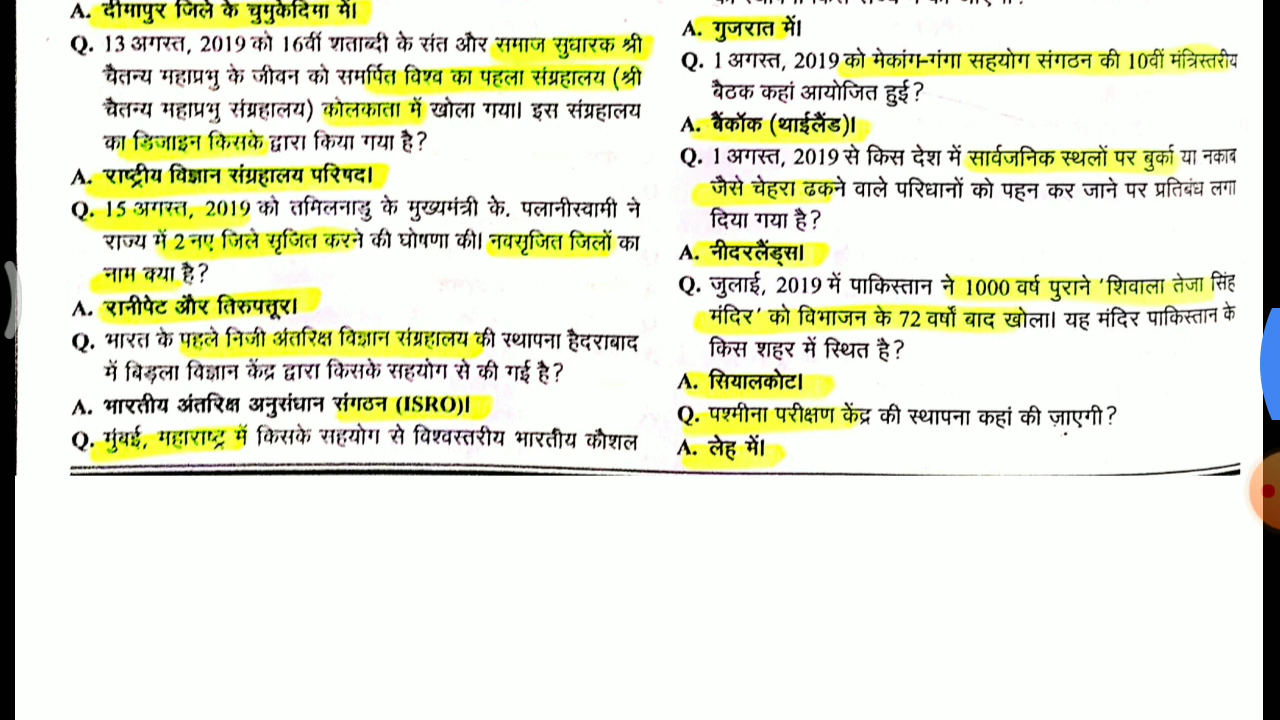 A. दीमापुर जिले के चुमुकेदिमा में।
Q. 13 अगस्त, 2019 को 16वीं शताब्दी के संत और समाज सुधारक श्री
चैतन्य महाप्रभु के जीवन को समर्पित विश्व का पहला संग्रहालय (श्री
चैतन्य महाप्रभु संग्रहालय) कोलकाता में खोला गया। इस संग्रहालय
का डिजाइन किसके द्वारा किया गया है?
A. राष्ट्रीय विज्ञान संग्रहालय परिषद।
Q. 15 अगस्त, 2019 को तमिलनाडु के मुख्यमंत्री के. पलानीस्वामी ने
राज्य में 2 नए जिले सृजित करने की घोषणा की। नवसृजित जिलों का
नाम क्या है?
A. रानीपेट और तिरुपत्तूर।
Q. भारत के पहले निजी अंतरिक्ष विज्ञान संग्रहालय की स्थापना हैदराबाद
में बिड़ला विज्ञान केंद्र द्वारा किसके सहयोग से की गई है?
A. भारतीय अंतरिक्ष अनुसंधान संगठन (ISRO)।
Q. मुंबई, महाराष्ट्र में किसके सहयोग से विश्वस्तरीय भारतीय कौशल
A. गुजरात में।
Q. 1 अगस्त, 2019 को मेकांग-गंगा सहयोग संगठन की 10वीं मंत्रिस्तरीय
बैठक कहां आयोजित हुई?
A. बैंकॉक (थाईलैंड)।
Q. 1 अगस्त, 2019 से किस देश में सार्वजनिक स्थलों पर बुर्का या नकाब
जैसे चेहरा ढकने वाले परिधानों को पहन कर जाने पर प्रतिबंध लगा
दिया गया है?
A. नीदरलैंड्स।
Q. जुलाई, 2019 में पाकिस्तान ने 1000 वर्ष पुराने 'शिवाला तेजा सिंह
मंदिर' को विभाजन के 72 वर्षों बाद खोला। यह मंदिर पाकिस्तान के
किस शहर में स्थित है?
A. सियालकोट।
Q. पश्मीना परीक्षण केंद्र की स्थापना कहां की जाएगी?
A. लेह में।